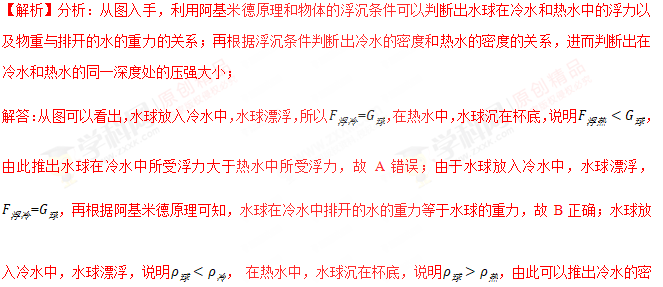 【解析】分析：从图入手，利用阿基米德原理和物体的浮沉条件可以判断出水球在冷水和热水中的浮力以
及物重与排开的水的重力的关系；再根据浮沉条件判断出冷水的密度和热水的密度的关系，进而判断出在
冷水和热水的同一深度处的压强大小；
解答：从图可以看出，水球放入冷水中，水球漂浮，所以F浮冷=G球，在热水中，水球沉在杯底，说明F浮热＜G球，
由此推出水球在冷水中所受浮力大于热水中所受浮力，故 A 错误；由于水球放入冷水中，水球漂浮，
F浮冷=G球，再根据阿基米德原理可知，水球在冷水中排开的水的重力等于水球的重力，故 B 正确；水球放
入冷水中，水球漂浮，说明ρ球＜ρ冷， 在热水中，水球沉在杯底，说明ρ球＞ρ热，由此可以推出冷水的密